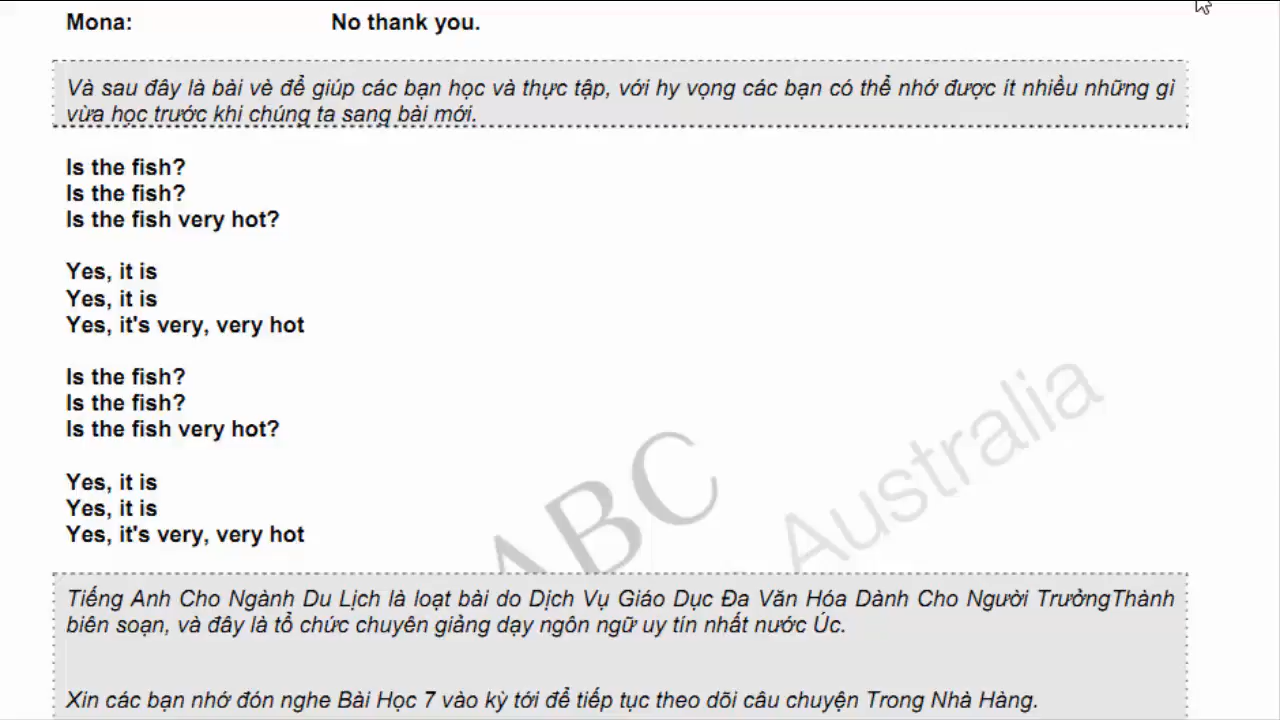 Mona: No thank you.
Và sau đây là bài vè để giúp các bạn học và thực tập, với hy vọng các bạn có thể nhớ được ít nhiều những gì
vừa học trước khi chúng ta sang bài mới.
Is the fish?
Is the fish?
Is the fish very hot?
Yes, it is
Yes, it is
Yes, it's very, very hot
Is the fish?
Is the fish?
Is the fish very hot?
Yes, it is
Yes, it is
Yes, it's very, very hot
ABC Australia
Tiếng Anh Cho Ngành Du Lịch là loạt bài do Dịch Vụ Giáo Dục Đa Văn Hóa Dành Cho Người TrưởngThành
biên soạn, và đây là tổ chức chuyên giảng dạy ngôn ngữ uy tín nhất nước Úc.
Xin các bạn nhớ đón nghe Bài Học 7 vào kỳ tới để tiếp tục theo dõi câu chuyện Trong Nhà Hàng.